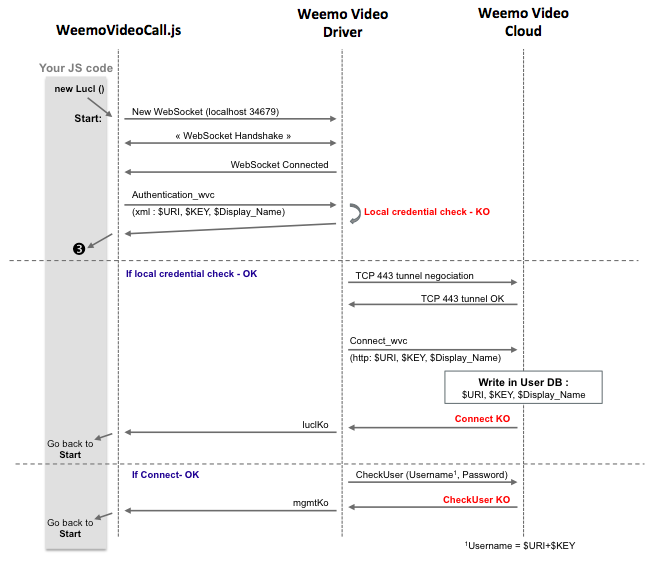 WeemoVideoCall.js
Weemo Video
Driver
Weemo Video
Cloud
Your JS code
new Lucl ()
Start:
New WebSocket (localhost 34679)
« WebSocket Handshake »
WebSocket Connected
Authentication_wvc
(xml : $URI, $KEY, $Display_Name)
Local credential check - KO
❸
If local credential check - OK
TCP 443 tunnel negociation
TCP 443 tunnel OK
Connect_wvc
(http: $URI, $KEY, $Display_Name)
Write in User DB :
$URI, $KEY, $Display_Name
Connect KO
luclKo
Go back to
Start
If Connect- OK
CheckUser (Username¹, Password)
CheckUser KO
mgmtKo
Go back to
Start
¹Username = $URI+$KEY